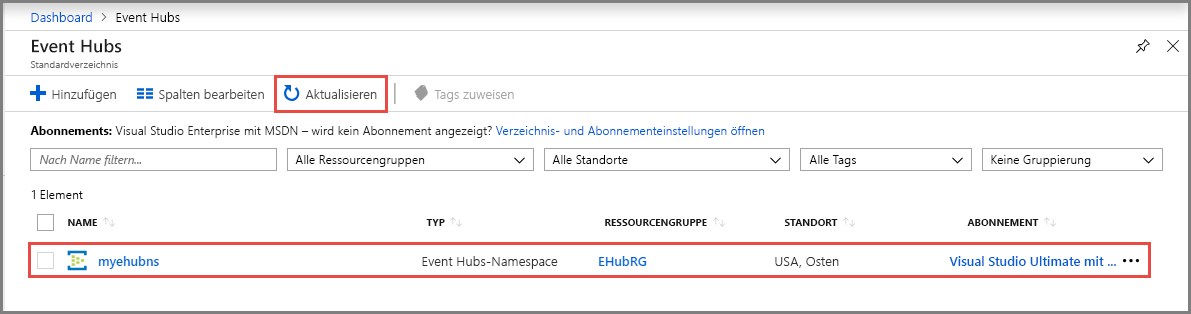 Dashboard > Event Hubs
Event Hubs
Standardverzeichnis
Hinzufügen Spalten bearbeiten Aktualisieren Tags zuweisen
Abonnements: Visual Studio Enterprise mit MSDN – wird kein Abonnement angezeigt? Verzeichnis- und Abonnementeinstellungen öffnen
Nach Name filtern... Alle Ressourcengruppen Alle Standorte Alle Tags Keine Gruppierung
1 Element
NAME TYP RESSOURCENGRUPPE STANDORT ABONNEMENT
myehubns Event Hubs-Namespace EHubRG USA, Osten Visual Studio Ultimate mit ...